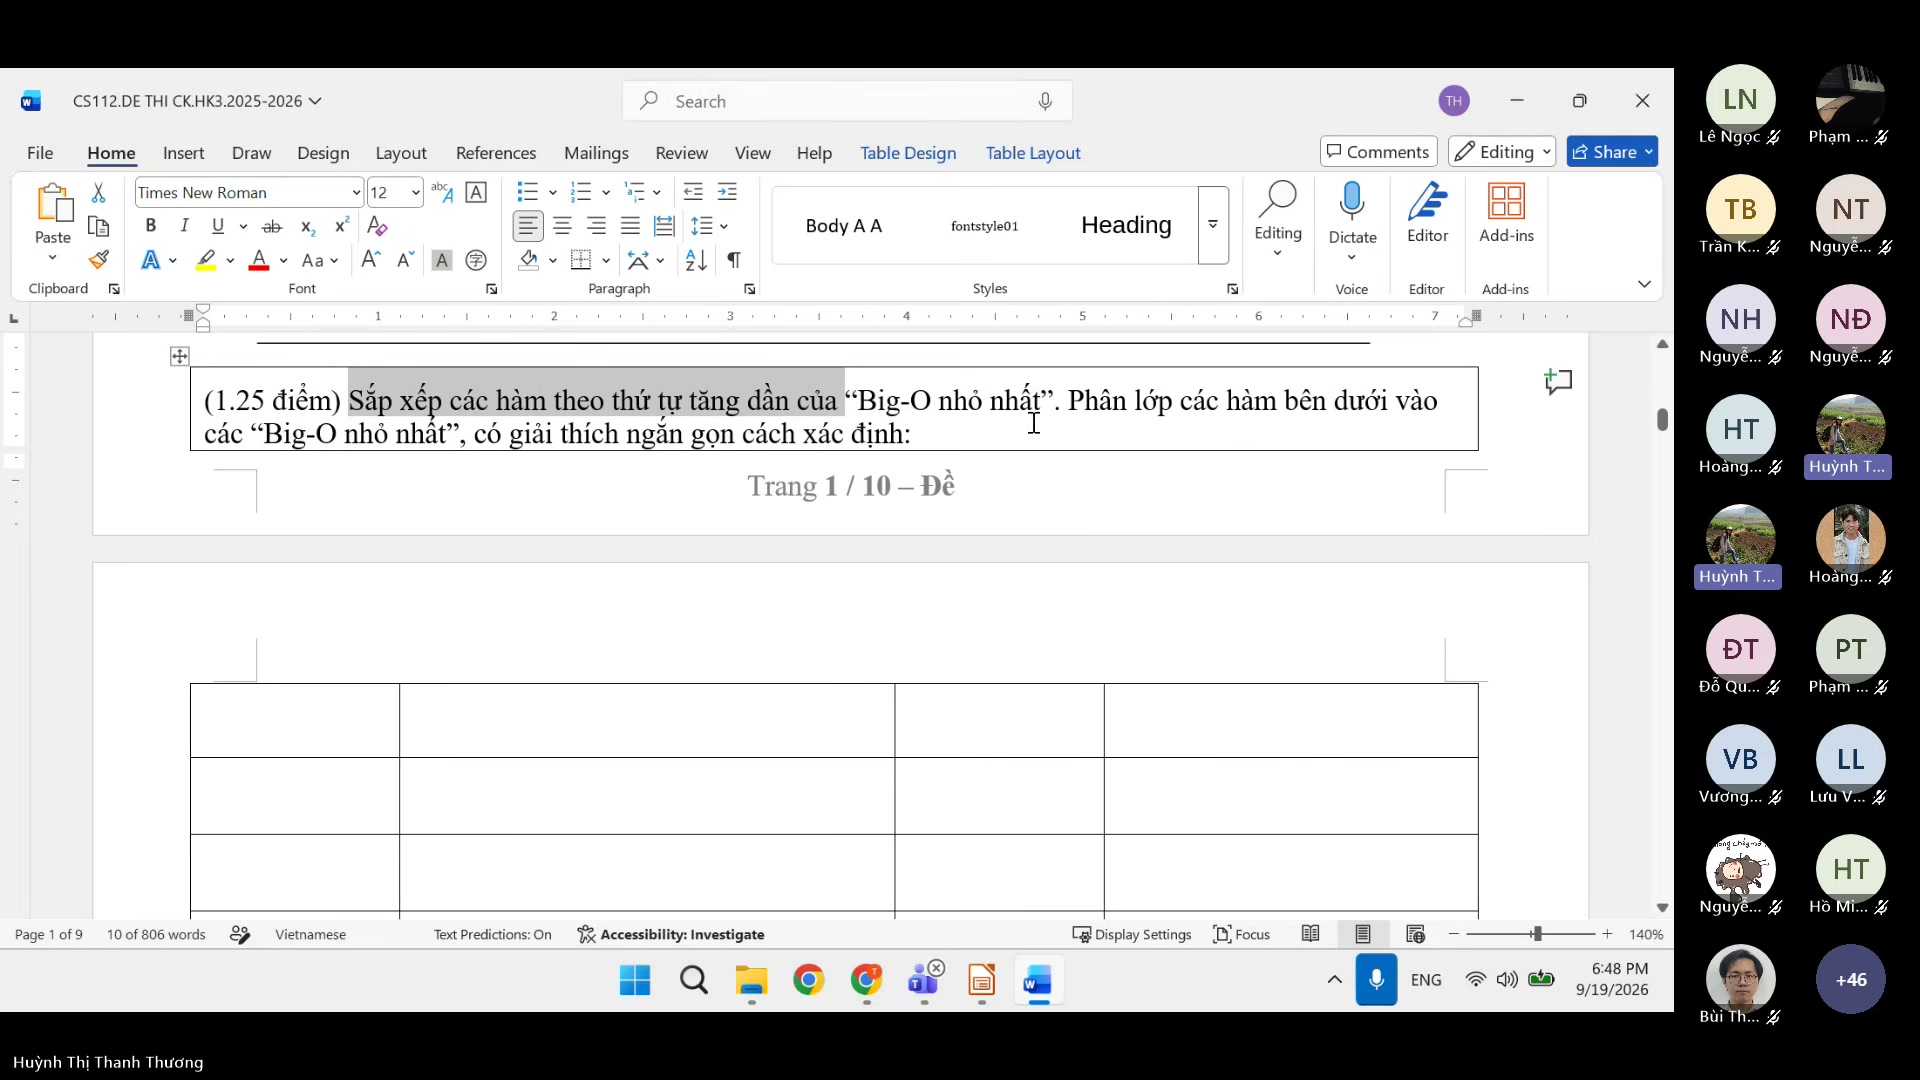 CS112.DE THI CK.HK3.2025-2026
Search
TH
File Home Insert Draw Design Layout References Mailings Review View Help Table Design Table Layout
Comments Editing Share
Paste
Clipboard
Times New Roman 12
Font
Paragraph
Body A A fontstyle01 Heading
Styles
Editing
Dictate
Voice
Editor
Editor
Add-ins
Add-ins
1 2 3 4 5 6 7
(1.25 điểm) Sắp xếp các hàm theo thứ tự tăng dần của “Big-O nhỏ nhất”. Phân lớp các hàm bên dưới vào
các “Big-O nhỏ nhất”, có giải thích ngắn gọn cách xác định:
Trang 1 / 10 – Đề
Page 1 of 9 10 of 806 words Vietnamese Text Predictions: On Accessibility: Investigate Display Settings Focus 140%
ENG
6:48 PM
9/19/2026
LN
Lê Ngọc
Phạm ...
TB
Trần K...
NT
Nguyễ...
NH
Nguyễ...
NĐ
Nguyễ...
HT
Hoàng...
Huỳnh T...
Huỳnh T...
Hoàng...
ĐT
Đỗ Qu...
PT
Phạm ...
VB
Vương...
LL
Lưu V...
Nguyễ...
HT
Hồ Mi...
Bùi Th...
+46
Huỳnh Thị Thanh Thương